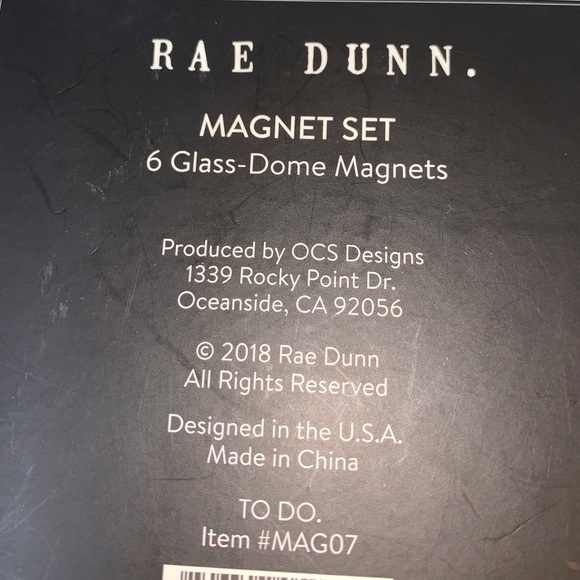 RAE DUNN.
MAGNET SET
6 Glass-Dome Magnets
Produced by OCS Designs
1339 Rocky Point Dr.
Oceanside, CA 92056
© 2018 Rae Dunn
All Rights Reserved
Designed in the U.S.A.
Made in China
TO DO.
Item #MAG07